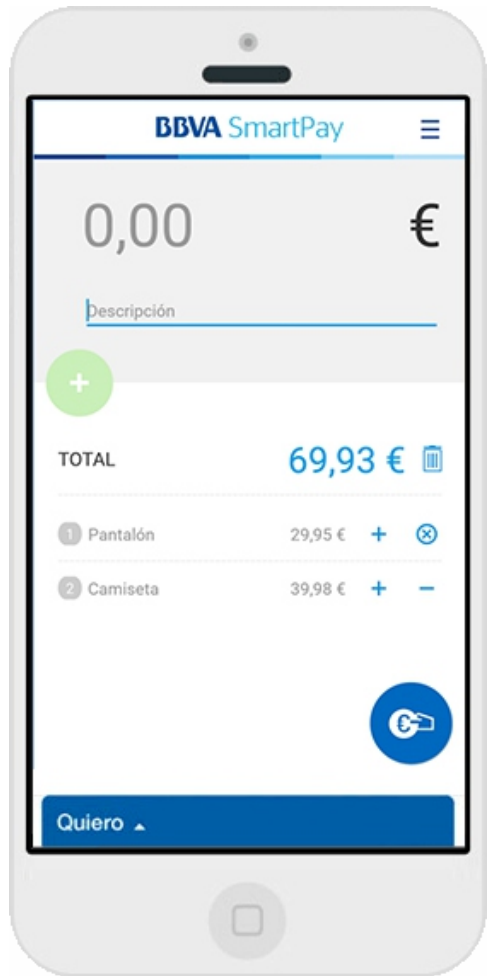 BBVA SmartPay
0,00 €
Descripción
+
TOTAL 69,93 €
1 Pantalón 29,95 € +
2 Camiseta 39,98 € + −
€
Quiero